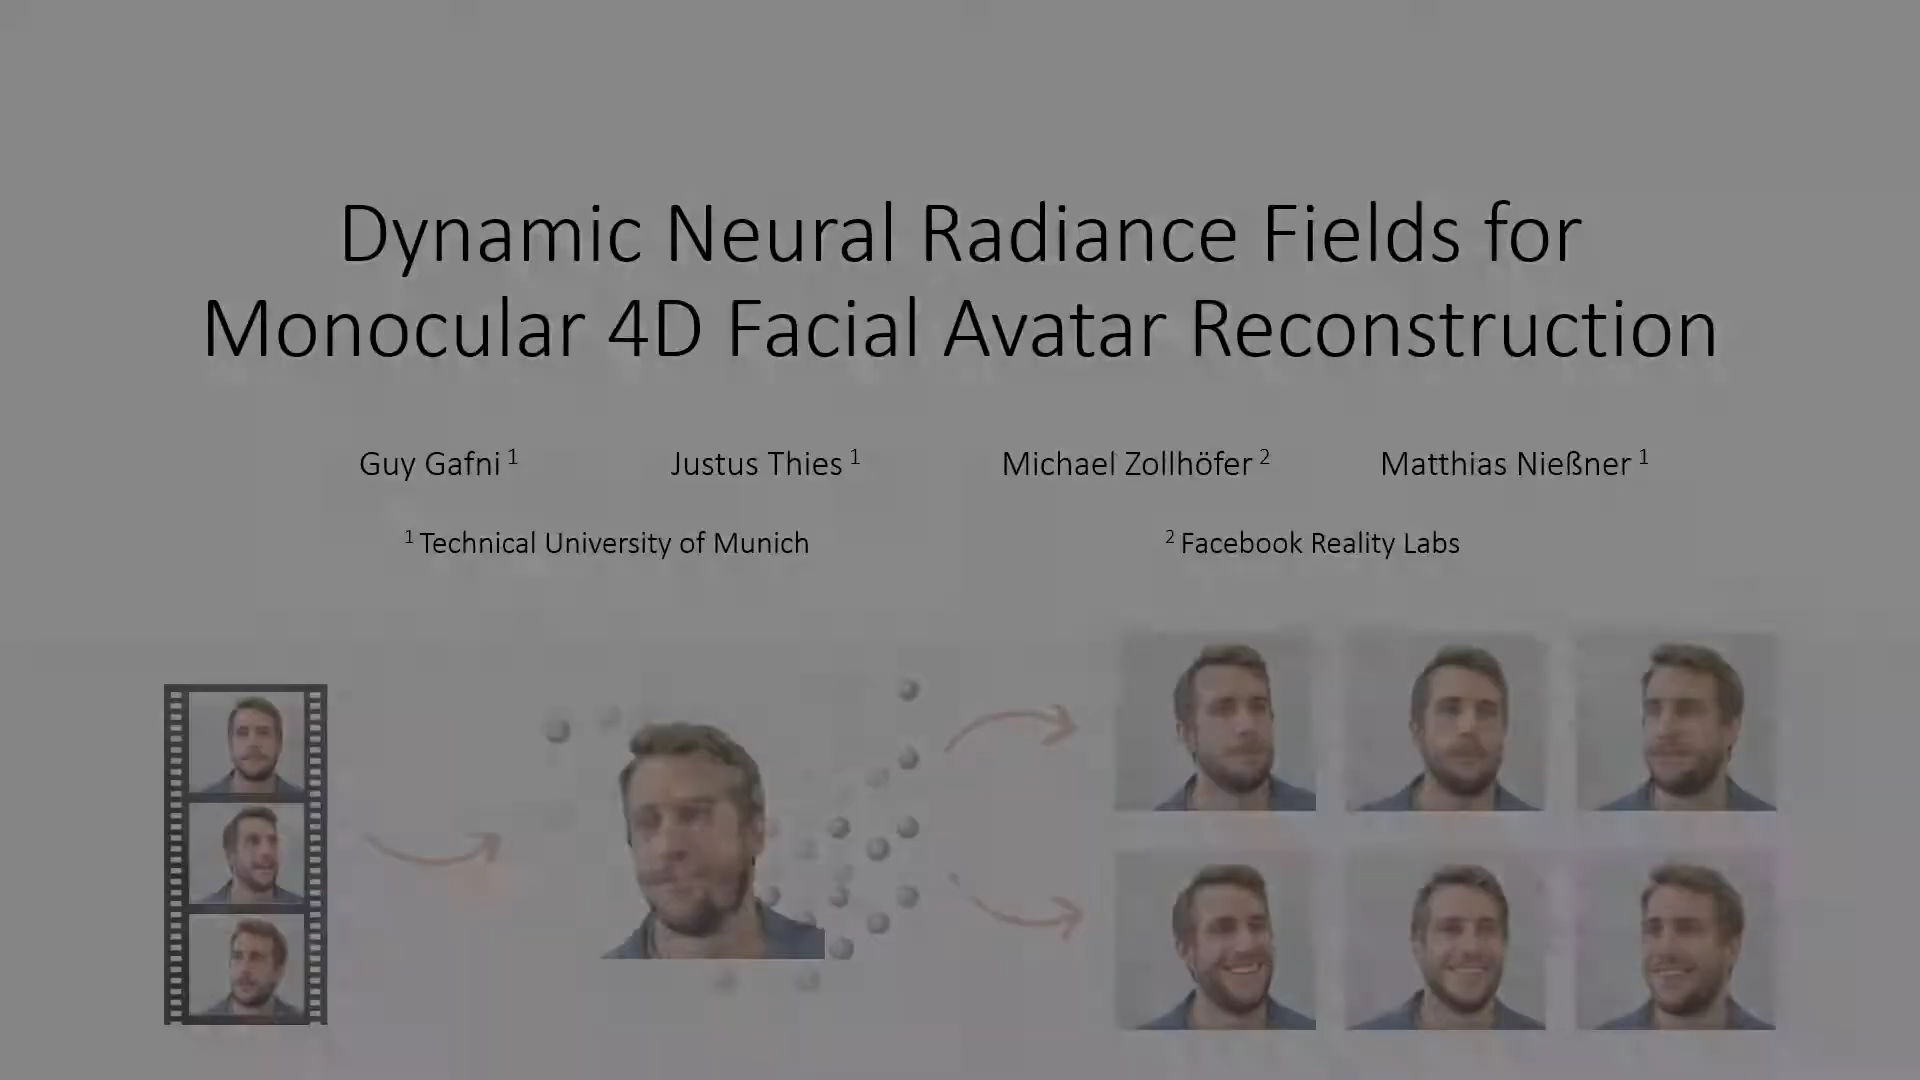 Dynamic Neural Radiance Fields for
Monocular 4D Facial Avatar Reconstruction
Guy Gafni 1 Justus Thies 1 Michael Zollhöfer 2 Matthias Nießner 1
1 Technical University of Munich 2 Facebook Reality Labs